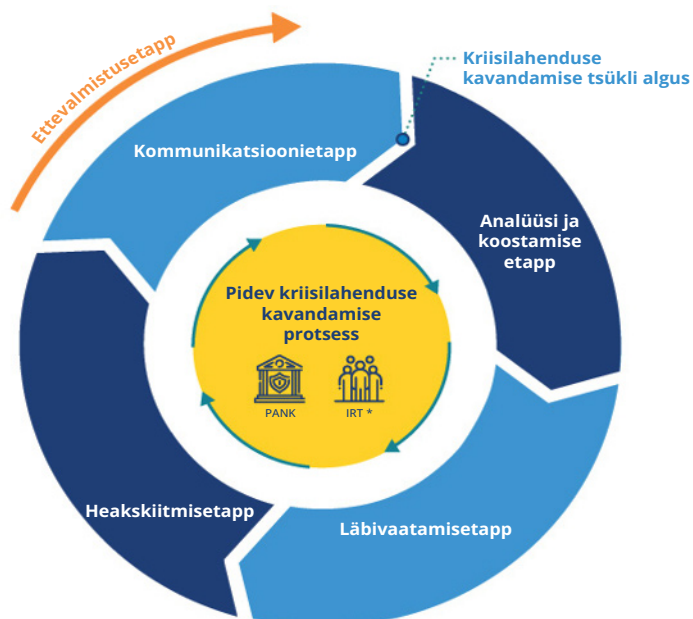 Ettevalmistusetapp
Kriisilahenduse
kavandamise tsükli algus
Kommunikatsioonietapp
Analüüsi ja
koostamise
etapp
Pidev kriisilahenduse
kavandamise
protsess
PANK
IRT *
Heakskiitmisetapp
Läbivaatamisetapp